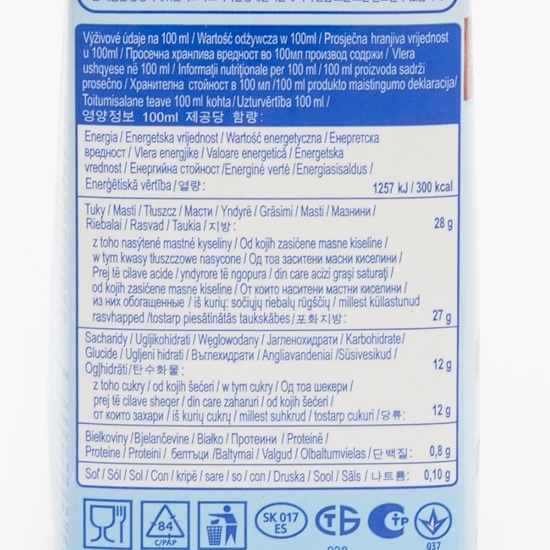 Výživové údaje na 100 ml / Wartość odżywcza w 100ml / Prosječna hranjiva vrijednost
u 100ml / Просечна хранлива вредност во 100мл производ содржи / Vlera
ushqyese në 100 ml / Informații nutriționale per 100 ml / 100 ml proizvoda sadrži
prosečno / Хранителна стойност в 100 мл /100 ml produkto maistingumo deklaracija/
Toitumisalane teave 100 ml kohta / Uzturvērtība 100 ml /
영양정보 100ml 제공당 함량:
Energia / Energetska vrijednost / Wartość energetyczna / Енергетска
вредност / Vlera energjike / Valoare energetică / Energetska
vrednost / Енергийна стойност /Energinė vertė / Energiasisaldus /
Enerģētiskā vērtība / 열량: 1257 kJ / 300 kcal
Tuky / Masti / Tłuszcz / Масти / Yndyrë / Grăsimi / Masti / Мазнини /
Riebalai / Rasvad / Taukia / 지방: 28 g
z toho nasýtené mastné kyseliny / Od kojih zasićene masne kiseline /
w tym kwasy tłuszczowe nasycone / Од тоа заситени масни киселини /
Prej të cilave acide / yndyrore të ngopura / din care acizi grași saturați /
od kojih zasićene masne kiseline / От които наситени мастни киселини /
из них обогащенные / iš kurių: sočiųjų riebalų rūgščių / millest küllastunud
rasvhapped /tostarp piesātinātās taukskābes / 포화지방: 27 g
Sacharidy / Ugljikohidrati / Węglowodany / Јагленохидрати / Karbohidrate/
Glucide / Ugljeni hidrati / Въглехидрати / Angliavandeniai /Süsivesikud /
Ogļhidrāti /탄수화물: 12 g
z toho cukry / od kojih šećeri / w tym cukry / Од тоа шеќери /
prej të cilave sheqer / din care zaharuri / od kojih šećeri /
от които захари / iš kurių cukrų / millest suhkrud / tostarp cukuri / 당류: 12 g
Bielkoviny / Bjelančevine / Białko / Протеини / Proteinë /
Proteine / Proteini / белтъци /Baltymai / Valgud / Olbaltumvielas / 단백질: 0,8 g
Soľ / Sól / Sol / Сол / kripë / sare / so / сол / Druska / Sool / Sāls / 나트륨: 0,10 g
84
C/PAP
SK 017
ES
037